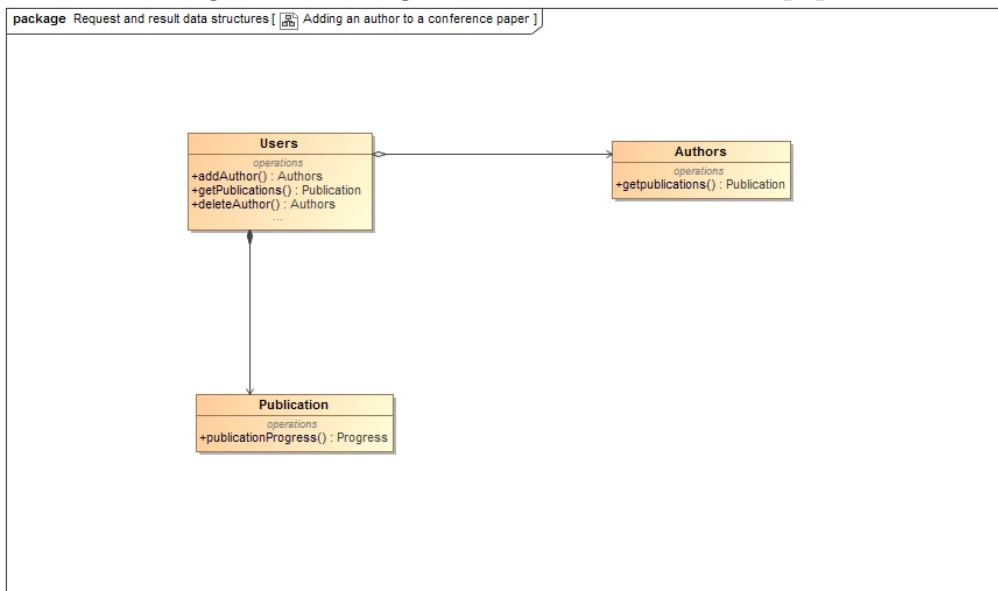 package Request and result data structures [ Adding an author to a conference paper ]
Users
operations
+addAuthor() : Authors
+getPublications() : Publication
+deleteAuthor() : Authors
...
Authors
operations
+getpublications() : Publication
Publication
operations
+publicationProgress() : Progress